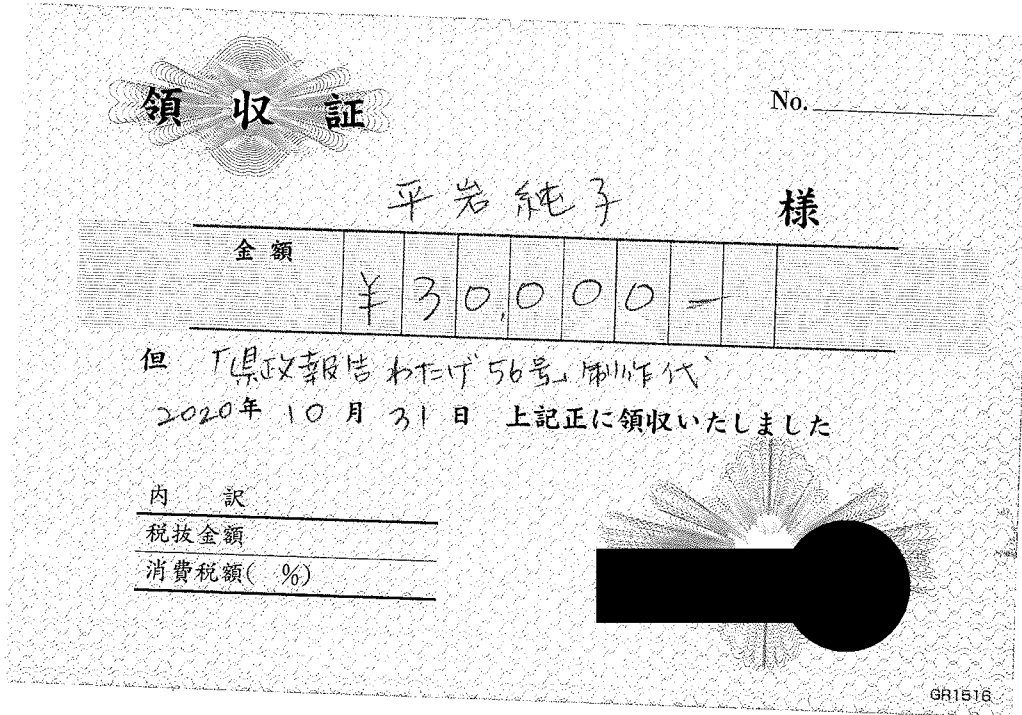 領収証
No.
平岩純子 様
金額 ¥30,000-
但 「県政報告わたげ56号」制作代
2020年10月31日 上記正に領収いたしました
内訳
税抜金額
消費税額( %)
GR1516